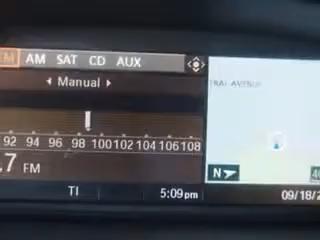 AM SAT CD AUX
Manual
92 94 96 98 100 102 104 106 108
.7 FM
N
TI 5:09 pm
09/18/2